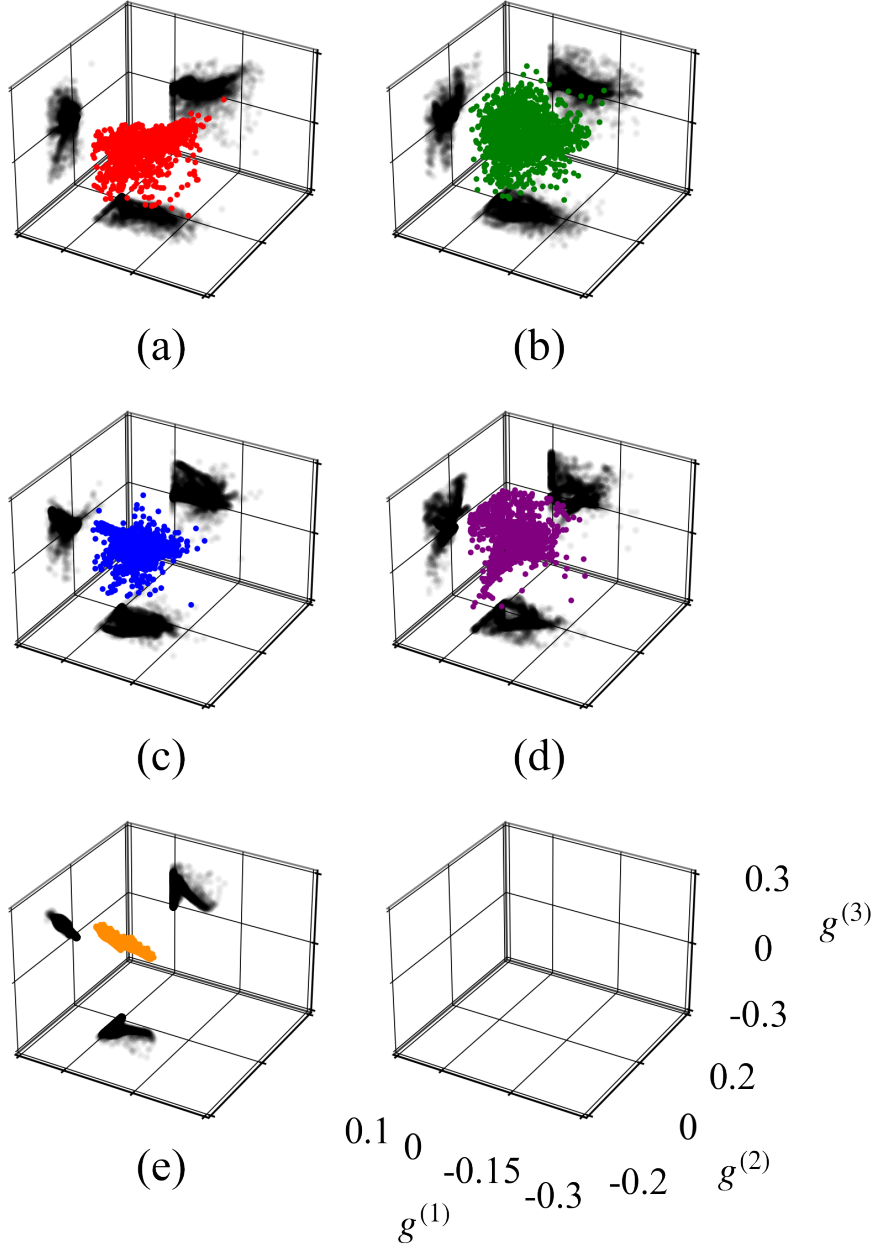 (a)
(b)
(c)
(d)
(e)
0.3
g^{(3)}
0
-0.3
0.2
0
g^{(2)}
-0.2
0.1
0
-0.15
-0.3
g^{(1)}